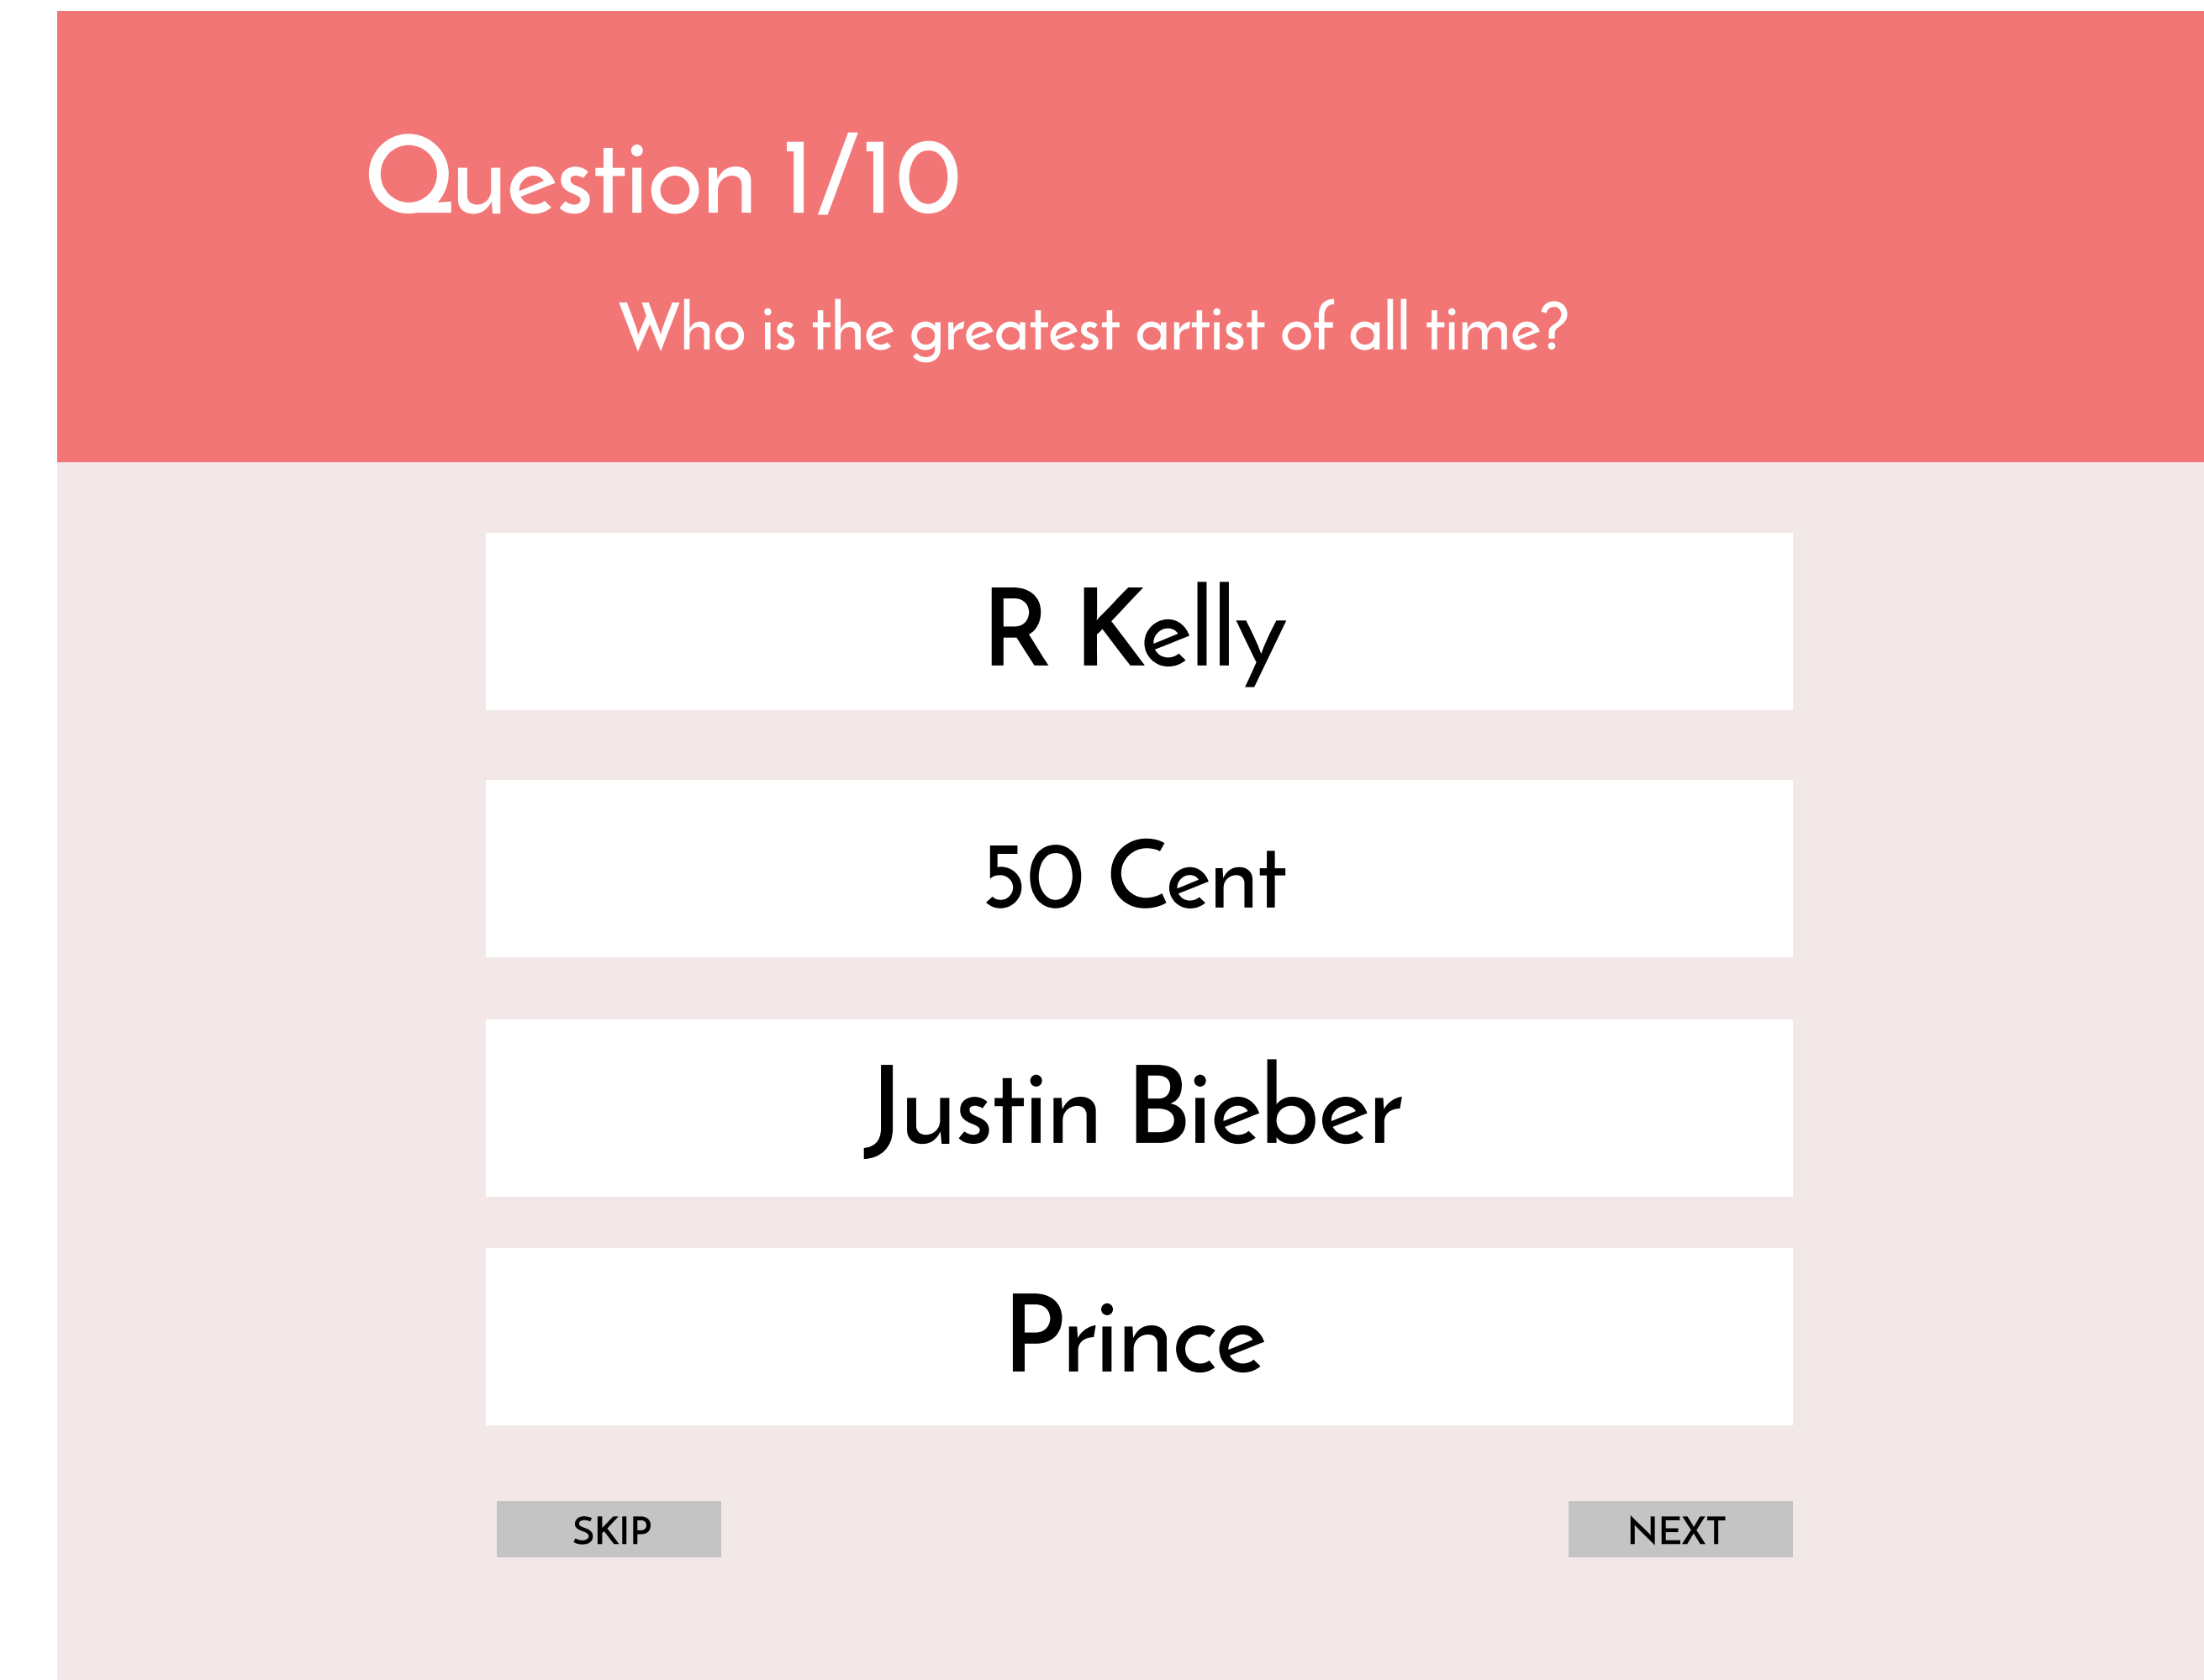 Question 1/10
Who is the greatest artist of all time?
R Kelly
50 Cent
Justin Bieber
Prince
SKIP
NEXT